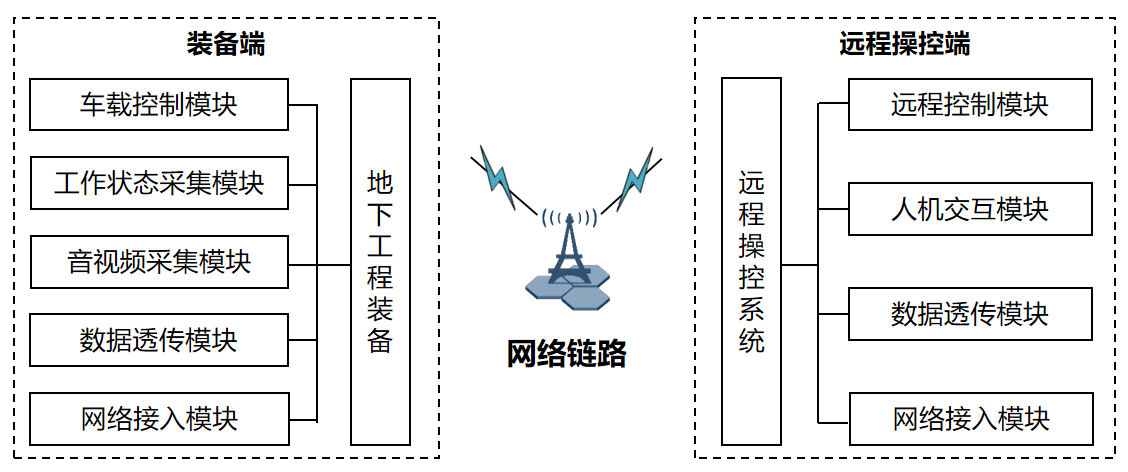 装备端
车载控制模块
工作状态采集模块
音视频采集模块
数据透传模块
网络接入模块
地下工程装备
网络链路
远程操控端
远程操控系统
远程控制模块
人机交互模块
数据透传模块
网络接入模块